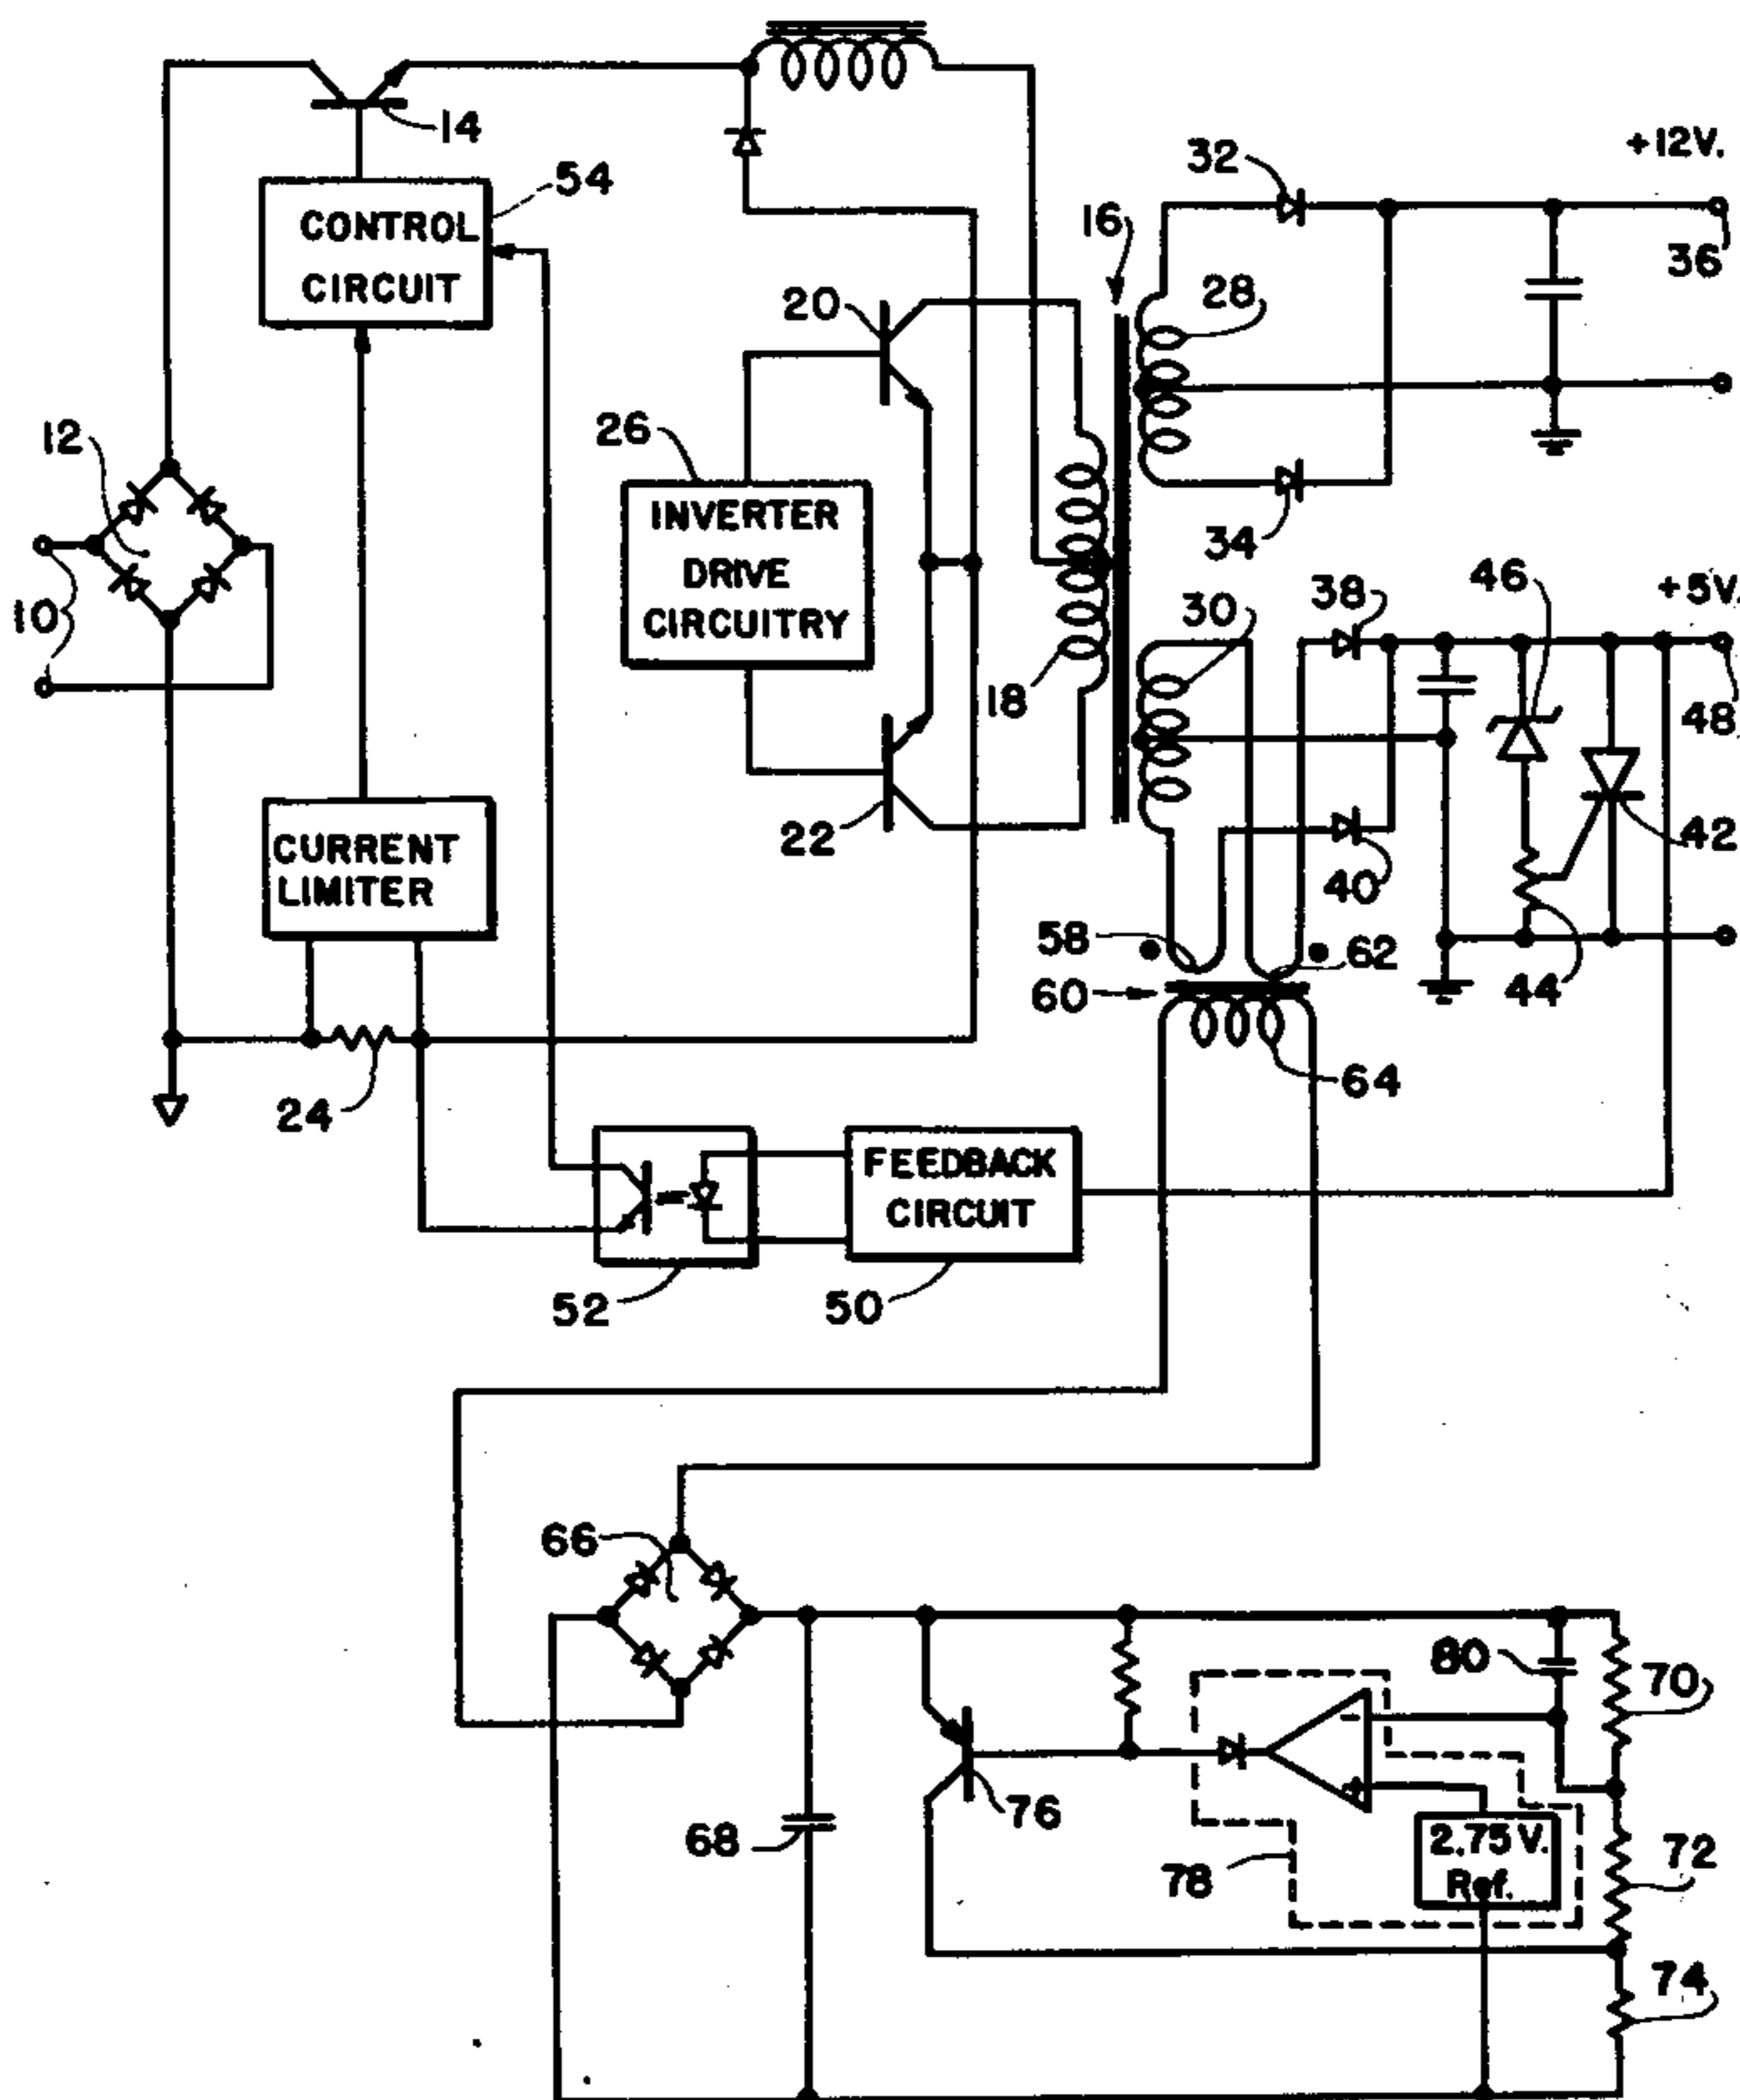 14
54
CONTROL
CIRCUIT
+12V.
32
16
36
28
20
12
26
INVERTER
DRIVE
CIRCUITRY
34
46
38
+5V.
30
10
18
48
22
42
CURRENT
LIMITER
40
58
62
60
44
64
24
FEEDBACK
CIRCUIT
52
50
66
80
70
-
+
76
68
2.75 V.
Ref.
72
78
74